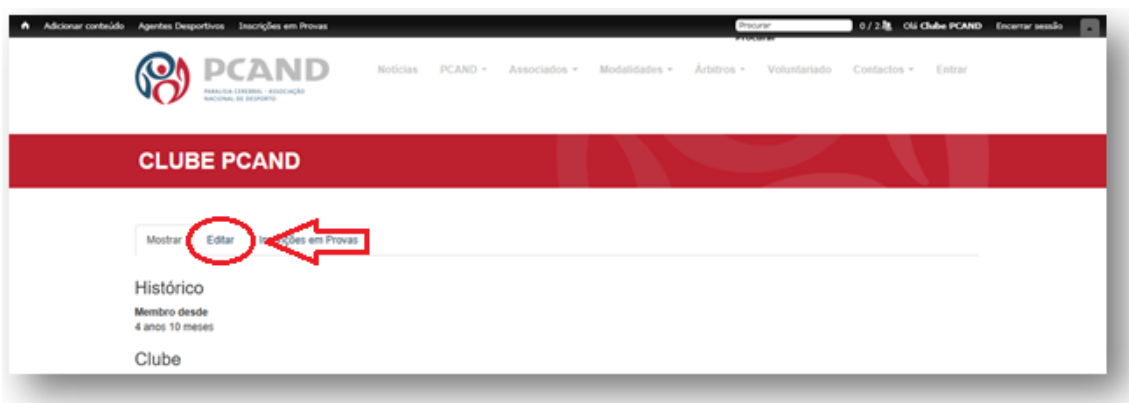 Adicionar conteúdo Agentes Desportivos Inscrições em Provas Procurar 0 / 2 Olá Clube PCAND Encerrar sessão
Procurar
PCAND
PARALISIA CEREBRAL - ASSOCIAÇÃO
NACIONAL DE DESPORTO
Notícias PCAND Associados Modalidades Árbitros Voluntariado Contactos Entrar
CLUBE PCAND
Mostrar Editar Inscrições em Provas
Histórico
Membro desde
4 anos 10 meses
Clube